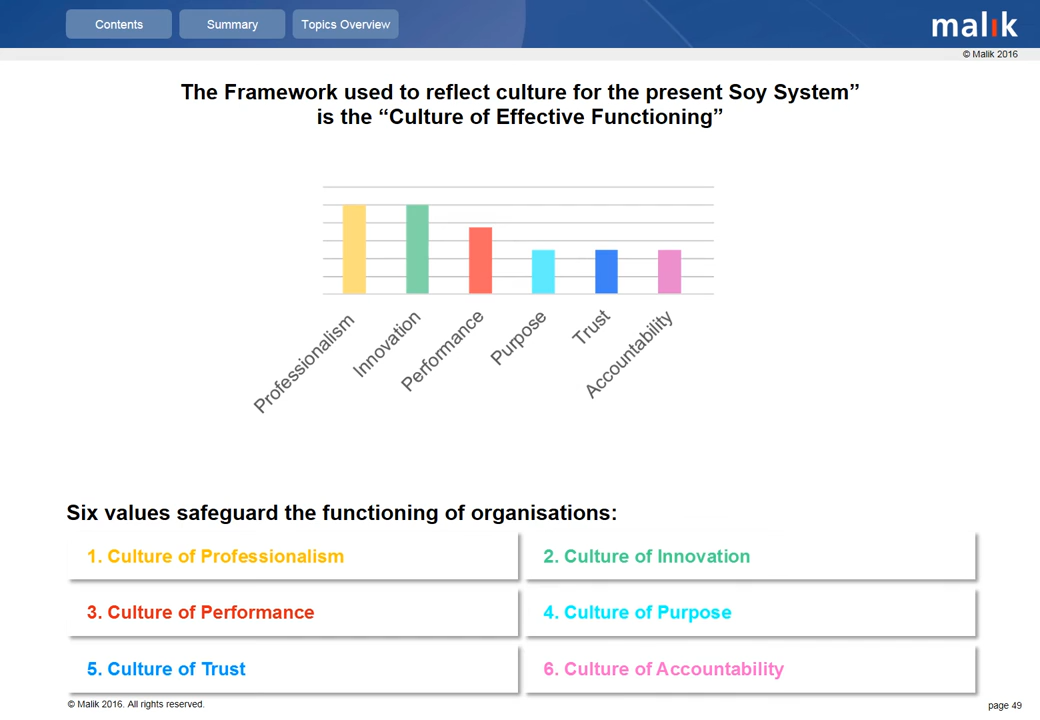 Contents
Summary
Topics Overview
malik
© Malik 2016
The Framework used to reflect culture for the present Soy System”
is the “Culture of Effective Functioning”
Professionalism
Innovation
Performance
Purpose
Trust
Accountability
Six values safeguard the functioning of organisations:
1. Culture of Professionalism
2. Culture of Innovation
3. Culture of Performance
4. Culture of Purpose
5. Culture of Trust
6. Culture of Accountability
© Malik 2016. All rights reserved.
page 49